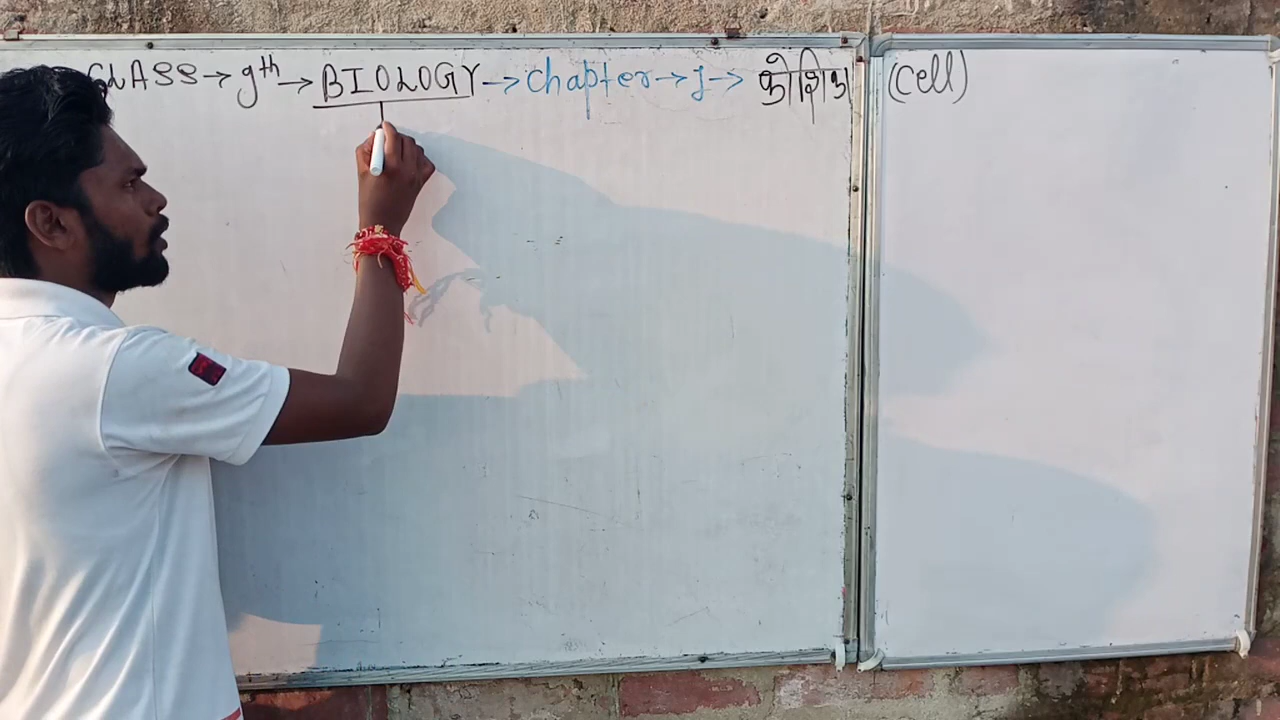 CLASS → 9th → BIOLOGY → chapter → 1 → कोशिका (Cell)